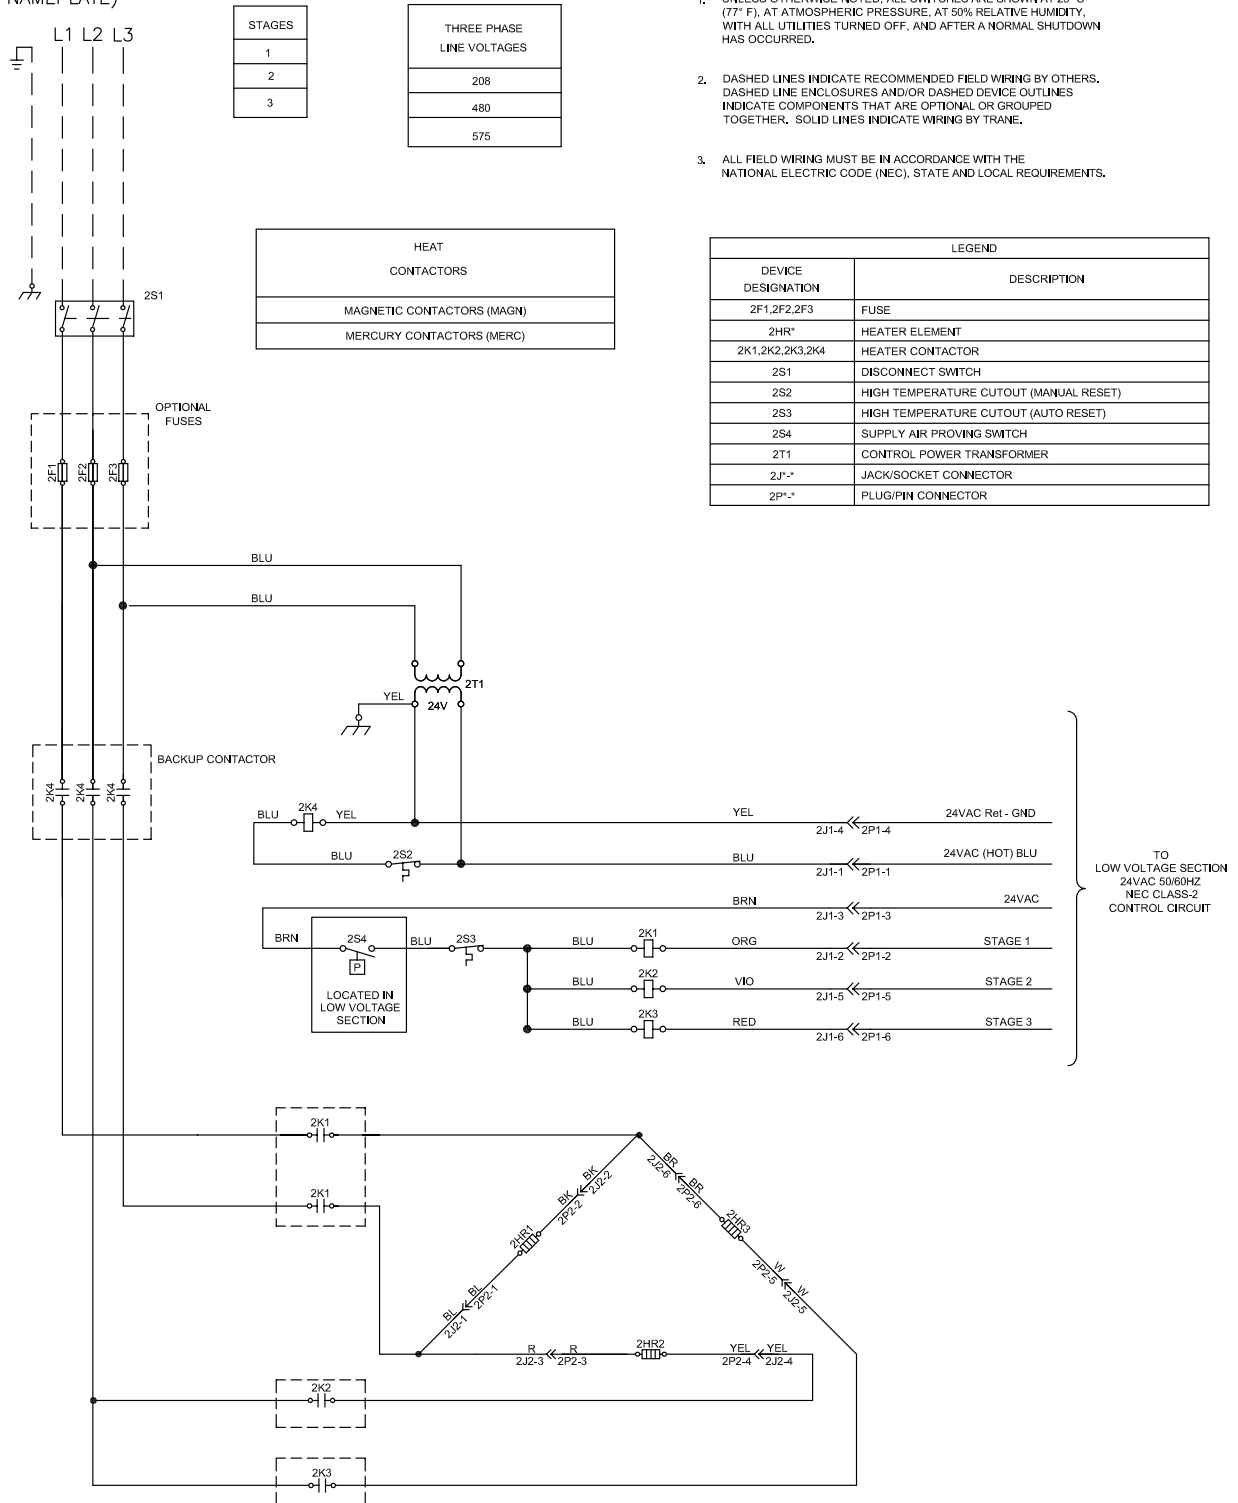 NAMEPLATE)
L1 L2 L3
STAGES
1
2
3
THREE PHASE
LINE VOLTAGES
208
480
575
1. UNLESS OTHERWISE NOTED, ALL SWITCHES ARE SHOWN AT 25° C
(77° F), AT ATMOSPHERIC PRESSURE, AT 50% RELATIVE HUMIDITY,
WITH ALL UTILITIES TURNED OFF, AND AFTER A NORMAL SHUTDOWN
HAS OCCURRED.
2. DASHED LINES INDICATE RECOMMENDED FIELD WIRING BY OTHERS.
DASHED LINE ENCLOSURES AND/OR DASHED DEVICE OUTLINES
INDICATE COMPONENTS THAT ARE OPTIONAL OR GROUPED
TOGETHER. SOLID LINES INDICATE WIRING BY TRANE.
3. ALL FIELD WIRING MUST BE IN ACCORDANCE WITH THE
NATIONAL ELECTRIC CODE (NEC), STATE AND LOCAL REQUIREMENTS.
HEAT
CONTACTORS
MAGNETIC CONTACTORS (MAGN)
MERCURY CONTACTORS (MERC)
LEGEND
DEVICE
DESIGNATION
DESCRIPTION
2F1,2F2,2F3 FUSE
2HR* HEATER ELEMENT
2K1,2K2,2K3,2K4 HEATER CONTACTOR
2S1 DISCONNECT SWITCH
2S2 HIGH TEMPERATURE CUTOUT (MANUAL RESET)
2S3 HIGH TEMPERATURE CUTOUT (AUTO RESET)
2S4 SUPPLY AIR PROVING SWITCH
2T1 CONTROL POWER TRANSFORMER
2J*-* JACK/SOCKET CONNECTOR
2P*-* PLUG/PIN CONNECTOR
2S1
OPTIONAL
FUSES
2F1 2F2 2F3
BLU
BLU
2T1
YEL 24V
BACKUP CONTACTOR
2K4 2K4 2K4
BLU 2K4 YEL YEL 2J1-4 2P1-4 24VAC Ret - GND
BLU 2S2 BLU 2J1-1 2P1-1 24VAC (HOT) BLU
BRN 2J1-3 2P1-3 24VAC
BRN 2S4 BLU 2S3 BLU 2K1 ORG 2J1-2 2P1-2 STAGE 1
P
LOCATED IN
LOW VOLTAGE
SECTION
BLU 2K2 VIO 2J1-5 2P1-5 STAGE 2
BLU 2K3 RED 2J1-6 2P1-6 STAGE 3
TO
LOW VOLTAGE SECTION
24VAC 50/60HZ
NEC CLASS-2
CONTROL CIRCUIT
2K1
2K1
BK 2J2-2
BK 2P2-2
2HR1
BL 2P2-1
BL 2J2-1
BR 2J2-6
BR 2P2-6
2HR3
W 2P2-5
W 2J2-5
R 2J2-3 R 2P2-3 2HR2 YEL 2P2-4 YEL 2J2-4
2K2
2K3